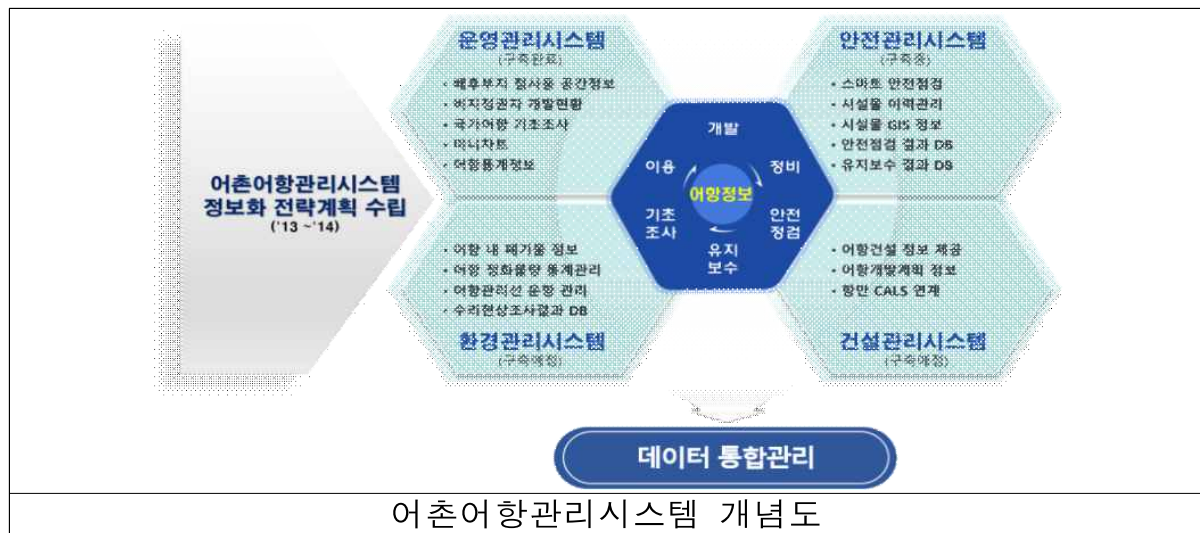 어촌어항관리시스템
정보화 전략계획 수립
('13 ~'14)
운영관리시스템
(구축완료)
• 배후부지 점사용 공간정보
• 비지정권자 개발현황
• 국가어항 기초조사
• 미니차트
• 어항통계정보
안전관리시스템
(구축중)
• 스마트 안전점검
• 시설물 이력관리
• 시설물 GIS 정보
• 안전점검 결과 DB
• 유지보수 결과 DB
개발
이용
정비
어항정보
기초
조사
안전
점검
유지
보수
• 어항 내 폐기물 정보
• 어항 정화물량 통계관리
• 어항관리선 운항 관리
• 수리현상조사결과 DB
환경관리시스템
(구축예정)
• 어항건설 정보 제공
• 어항개발계획 정보
• 항만 CALS 연계
건설관리시스템
(구축예정)
데이터 통합관리
어촌어항관리시스템 개념도